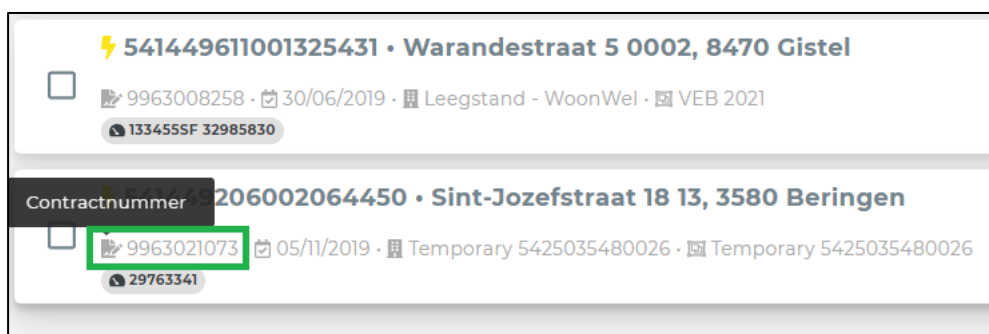 541449611001325431 • Warandestraat 5 0002, 8470 Gistel
9963008258 • 30/06/2019 • Leegstand - WoonWel • VEB 2021
133455SF 32985830
Contractnummer
206002064450 • Sint-Jozefstraat 18 13, 3580 Beringen
9963021073 05/11/2019 • Temporary 5425035480026 • Temporary 5425035480026
29763341